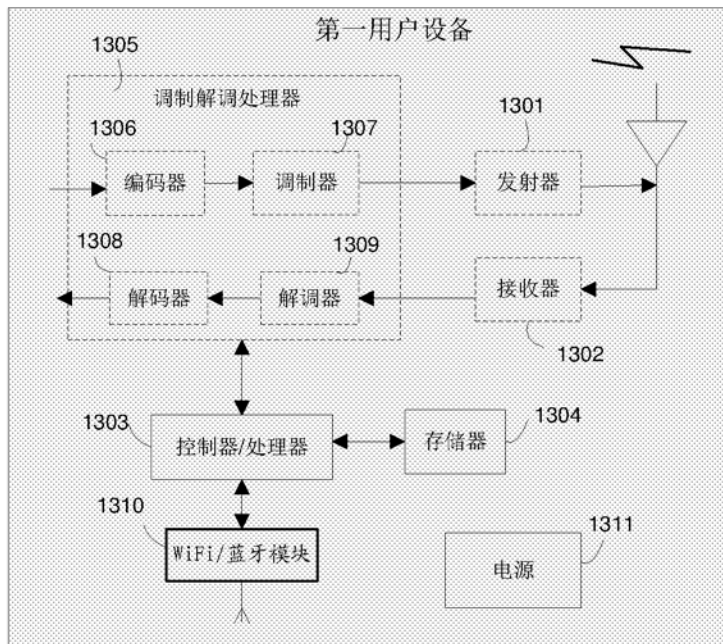 第一用户设备
1305
调制解调处理器
1306
1307
1301
编码器
调制器
发射器
1308
1309
解码器
解调器
接收器
1302
1303
控制器/处理器
存储器
1304
1310
WiFi/蓝牙模块
1311
电源